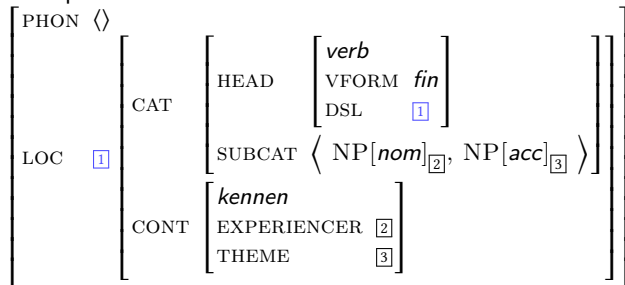 PHON ⟨⟩
verb
HEAD VFORM fin
DSL 1
CAT
SUBCAT ⟨ NP[nom]2, NP[acc]3 ⟩
LOC 1
kennen
CONT EXPERIENCER 2
THEME 3